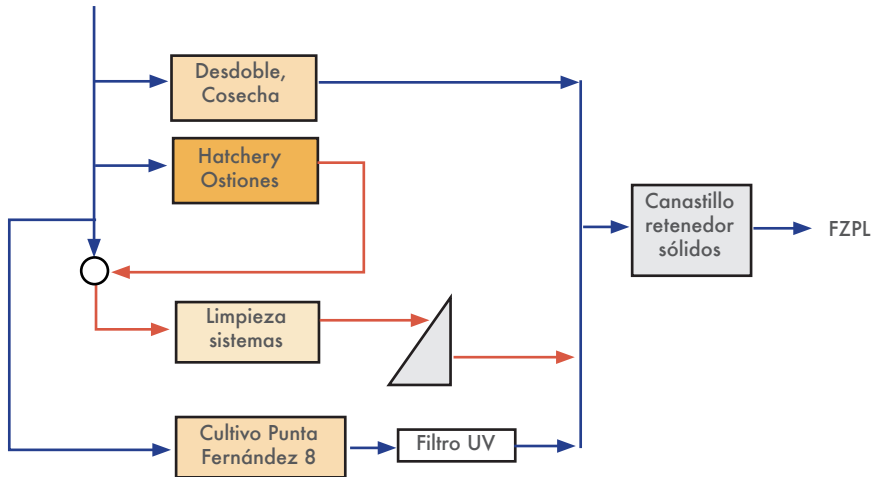 Desdoble,
Cosecha
Hatchery
Ostiones
Canastillo
retenedor
sólidos
FZPL
Limpieza
sistemas
Cultivo Punta
Fernández 8
Filtro UV